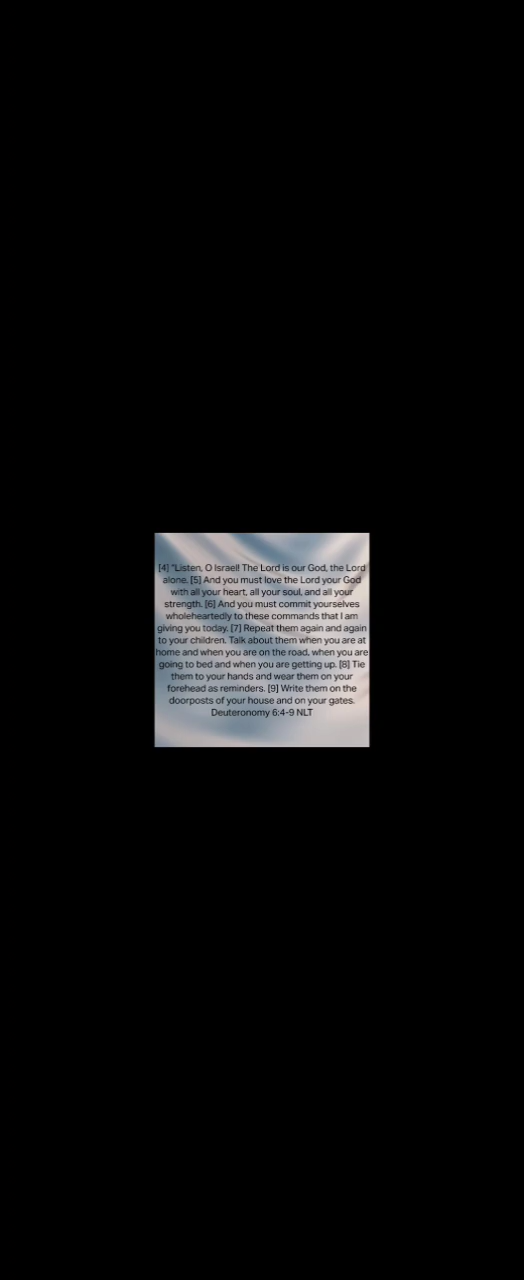 [4] "Listen, O Israel! The Lord is our God, the Lord
alone. [5] And you must love the Lord your God
with all your heart, all your soul, and all your
strength. [6] And you must commit yourselves
wholeheartedly to these commands that I am
giving you today. [7] Repeat them again and again
to your children. Talk about them when you are at
home and when you are on the road, when you are
going to bed and when you are getting up. [8] Tie
them to your hands and wear them on your
forehead as reminders. [9] Write them on the
doorposts of your house and on your gates.
Deuteronomy 6:4-9 NLT